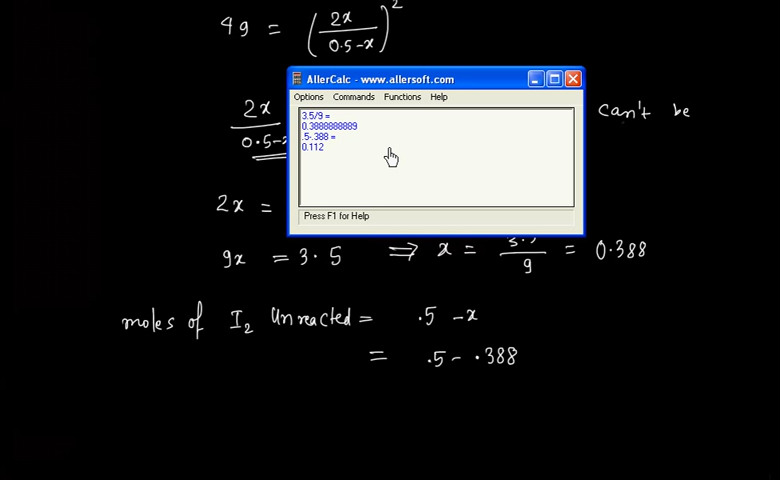 49 = (2x / 0.5-x)^2
AllerCalc - www.allersoft.com
Options Commands Functions Help
3.5/9 =
0.3888888889
.5-.388 =
0.112
Press F1 for Help
2x / 0.5-x can't be
2x =
9x = 3.5 ⟹ x = 3.5 / 9 = 0.388
moles of I2 Unreacted = .5 - x
= .5 - .388